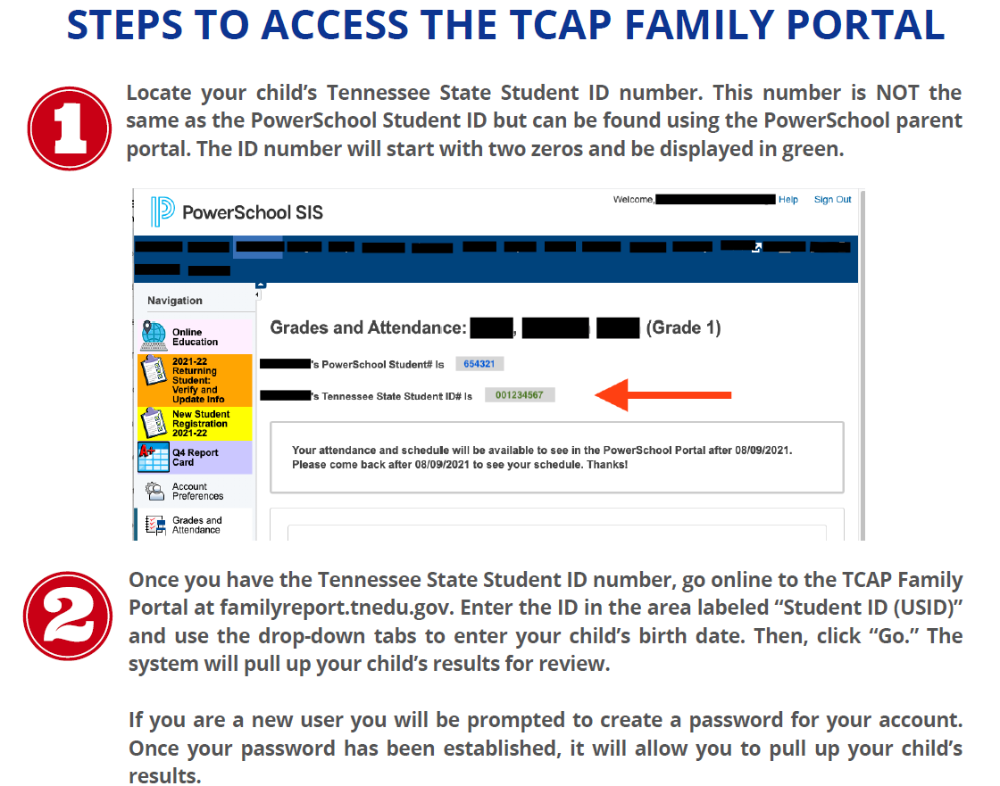 STEPS TO ACCESS THE TCAP FAMILY PORTAL
1
Locate your child’s Tennessee State Student ID number. This number is NOT the
same as the PowerSchool Student ID but can be found using the PowerSchool parent
portal. The ID number will start with two zeros and be displayed in green.
Welcome, Help Sign Out
PowerSchool SIS
Navigation
Online
Education
2021-22
Returning
Student:
Verify and
Update Info
New Student
Registration
2021-22
A+
Q4 Report
Card
Account
Preferences
Grades and
Attendance
Grades and Attendance: , (Grade 1)
's PowerSchool Student# Is 654321
's Tennessee State Student ID# Is 001234567
Your attendance and schedule will be available to see in the PowerSchool Portal after 08/09/2021.
Please come back after 08/09/2021 to see your schedule. Thanks!
2
Once you have the Tennessee State Student ID number, go online to the TCAP Family
Portal at familyreport.tnedu.gov. Enter the ID in the area labeled “Student ID (USID)”
and use the drop-down tabs to enter your child’s birth date. Then, click “Go.” The
system will pull up your child’s results for review.
If you are a new user you will be prompted to create a password for your account.
Once your password has been established, it will allow you to pull up your child’s
results.